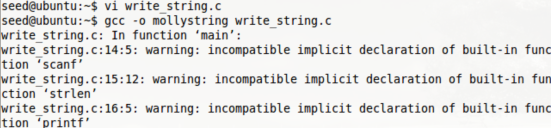 seed@ubuntu:~$ vi write_string.c
seed@ubuntu:~$ gcc -o mollystring write_string.c
write_string.c: In function ‘main’:
write_string.c:14:5: warning: incompatible implicit declaration of built-in func
tion ‘scanf’
write_string.c:15:12: warning: incompatible implicit declaration of built-in fun
ction ‘strlen’
write_string.c:16:5: warning: incompatible implicit declaration of built-in func
tion ‘printf’